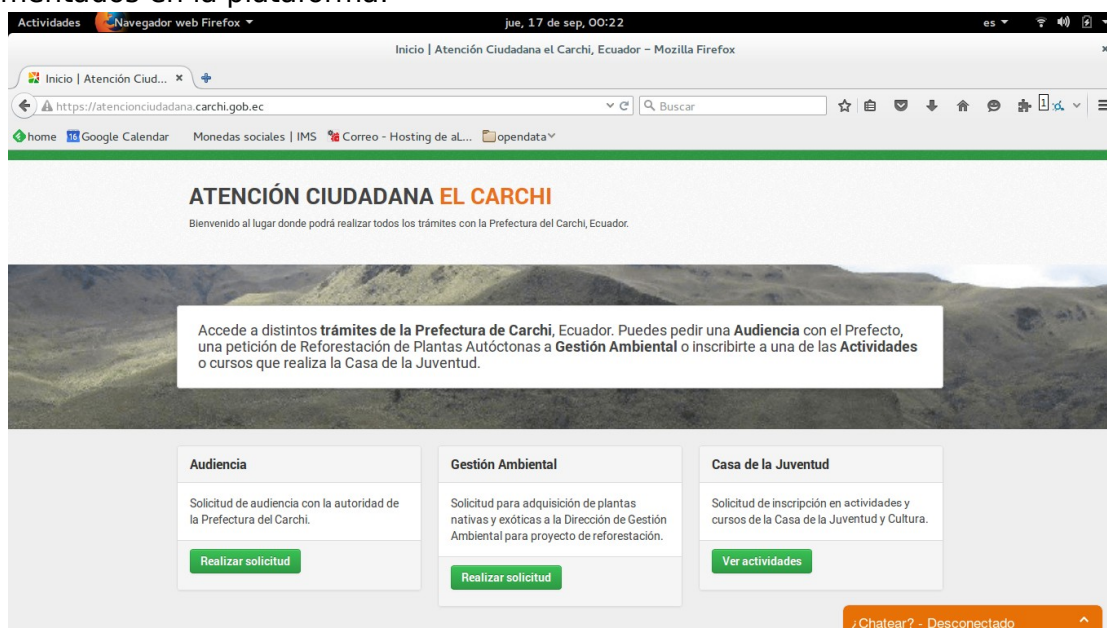 mentados en la plataforma.
Actividades Navegador web Firefox jue, 17 de sep, 00:22 es
Inicio | Atención Ciudadana el Carchi, Ecuador – Mozilla Firefox
Inicio | Atención Ciud...
https://atencionciudadana.carchi.gob.ec Buscar 1
home 16 Google Calendar Monedas sociales | IMS Correo - Hosting de aL... opendata
ATENCIÓN CIUDADANA EL CARCHI
Bienvenido al lugar donde podrá realizar todos los trámites con la Prefectura del Carchi, Ecuador.
Accede a distintos trámites de la Prefectura de Carchi, Ecuador. Puedes pedir una Audiencia con el Prefecto,
una petición de Reforestación de Plantas Autóctonas a Gestión Ambiental o inscribirte a una de las Actividades
o cursos que realiza la Casa de la Juventud.
Audiencia
Solicitud de audiencia con la autoridad de
la Prefectura del Carchi.
Realizar solicitud
Gestión Ambiental
Solicitud para adquisición de plantas
nativas y exóticas a la Dirección de Gestión
Ambiental para proyecto de reforestación.
Realizar solicitud
Casa de la Juventud
Solicitud de inscripción en actividades y
cursos de la Casa de la Juventud y Cultura.
Ver actividades
¿Chatear? - Desconectado